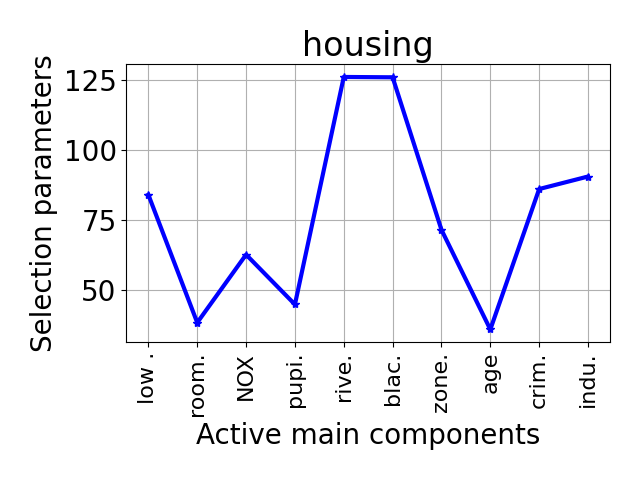 housing
Selection parameters
125
100
75
50
low .
room.
NOX
pupi.
rive.
blac.
zone.
age
crim.
indu.
Active main components